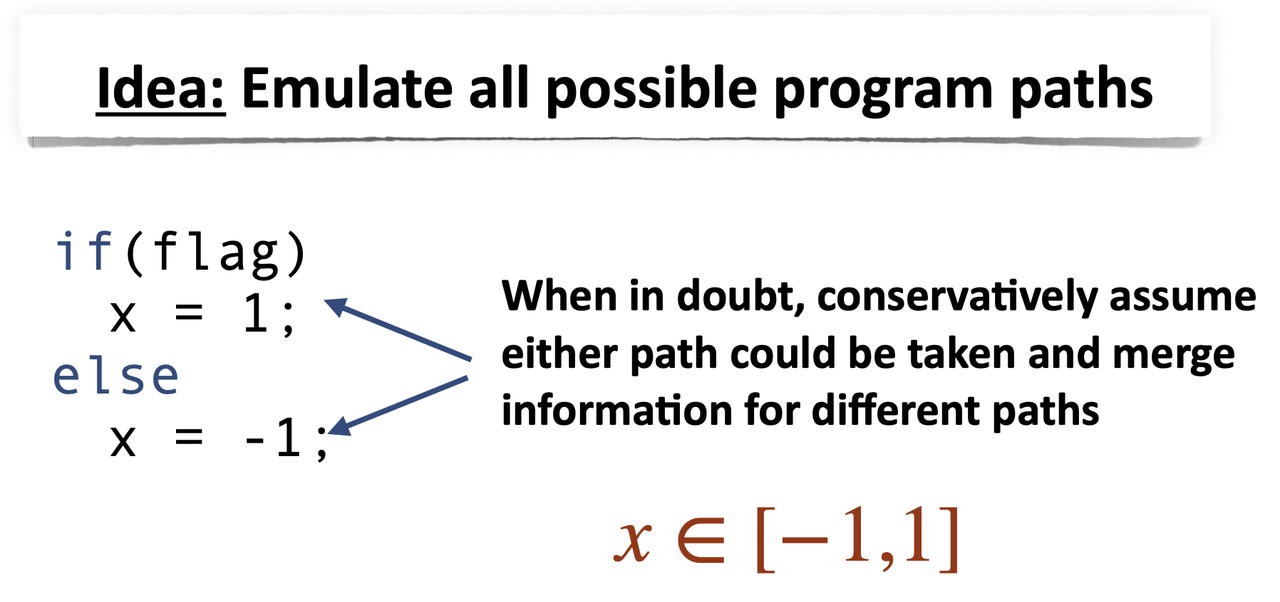 Idea: Emulate all possible program paths
if(flag)
  x = 1;
else
  x = -1;
When in doubt, conservatively assume
either path could be taken and merge
information for different paths
x ∈ [−1,1]